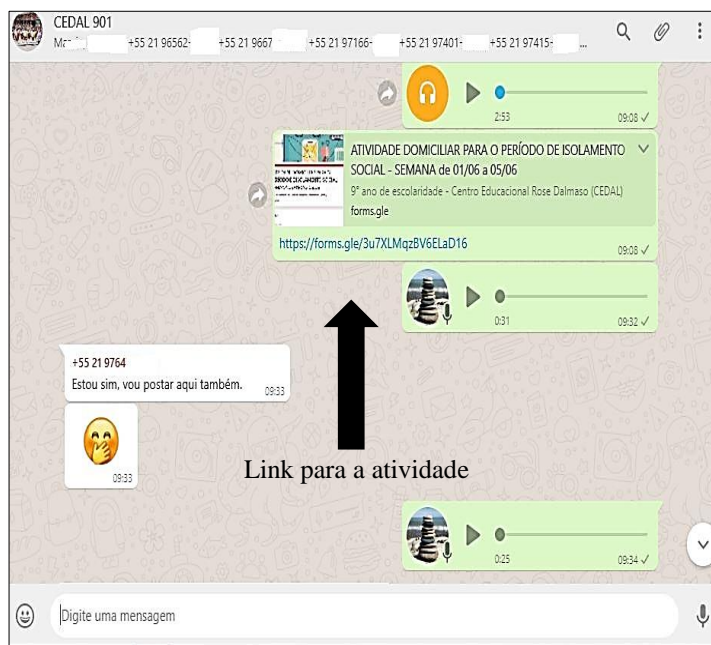 CEDAL 901
+55 21 96562- +55 21 9667 +55 21 97166- +55 21 97401- +55 21 97415- ...
2:53 09:08
ATIVIDADE DOMICILIAR PARA O PERÍODO DE ISOLAMENTO
SOCIAL - SEMANA de 01/06 a 05/06
9° ano de escolaridade - Centro Educacional Rose Dalmaso (CEDAL)
forms.gle
https://forms.gle/3u7XLMqzBV6ELaD16 09:08
0:31 09:32
+55 21 9764
Estou sim, vou postar aqui também. 09:33
09:33
Link para a atividade
0:25 09:34
Digite uma mensagem